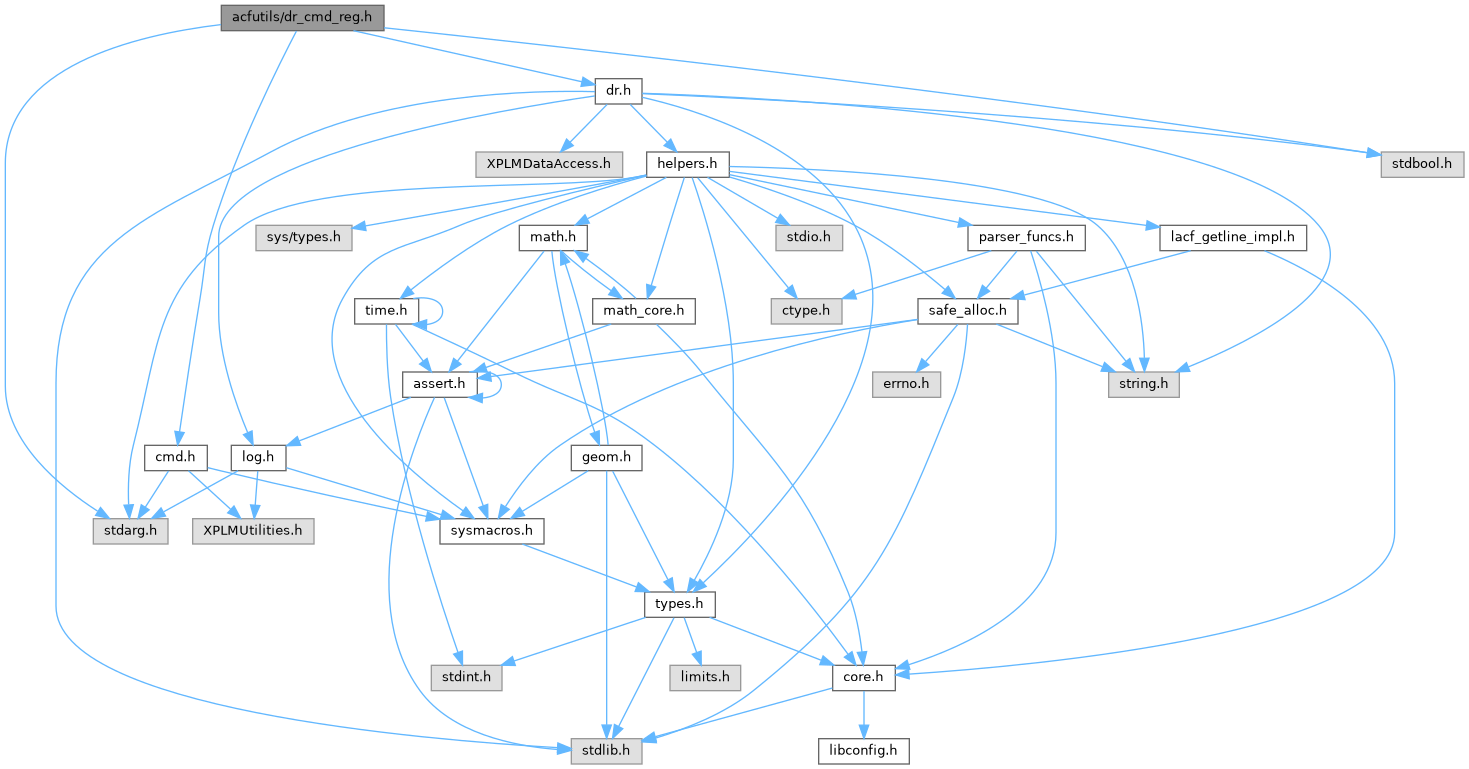 acfutils/dr_cmd_reg.h
dr.h
XPLMDataAccess.h
helpers.h
stdbool.h
sys/types.h
math.h
stdio.h
parser_funcs.h
lacf_getline_impl.h
time.h
math_core.h
ctype.h
safe_alloc.h
assert.h
errno.h
string.h
cmd.h
log.h
geom.h
stdarg.h
XPLMUtilities.h
sysmacros.h
types.h
stdint.h
limits.h
core.h
stdlib.h
libconfig.h